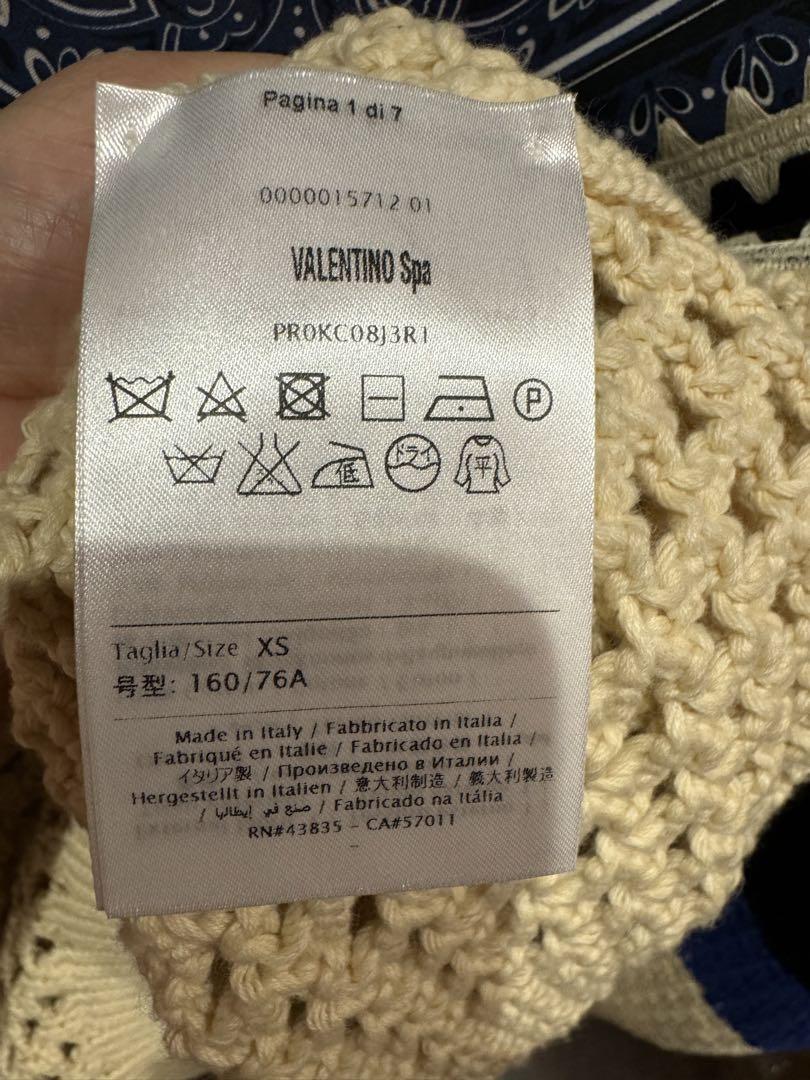 Pagina 1 di 7
0000015712 01
VALENTINO Spa
PR0KC08J3R1
P
低 ドライ 平
Taglia/Size XS
号型: 160/76A
Made in Italy / Fabbricato in Italia /
Fabriqué en Italie / Fabricado en Italia /
イタリア製 / Произведено в Италии /
Hergestellt in Italien / 意大利制造 / 義大利製造
/ صنع في إيطاليا / Fabricado na Itália
RN#43835 - CA#57011
-